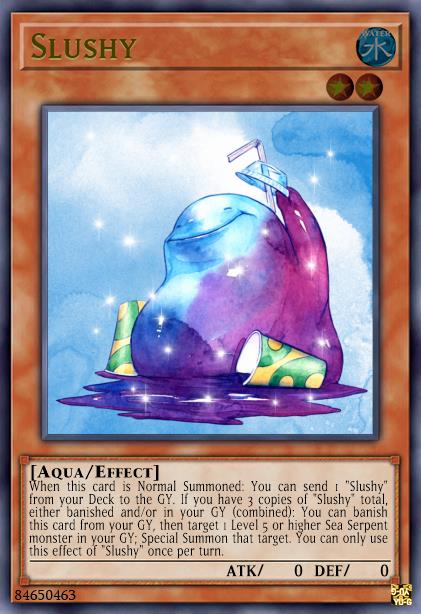 SLUSHY
WATER
水
[AQUA/EFFECT]
When this card is Normal Summoned: You can send 1 "Slushy"
from your Deck to the GY. If you have 3 copies of "Slushy" total,
either banished and/or in your GY (combined): You can banish
this card from your GY, then target 1 Level 5 or higher Sea Serpent
monster in your GY; Special Summon that target. You can only use
this effect of "Slushy" once per turn.
ATK/ 0 DEF/ 0
84650463